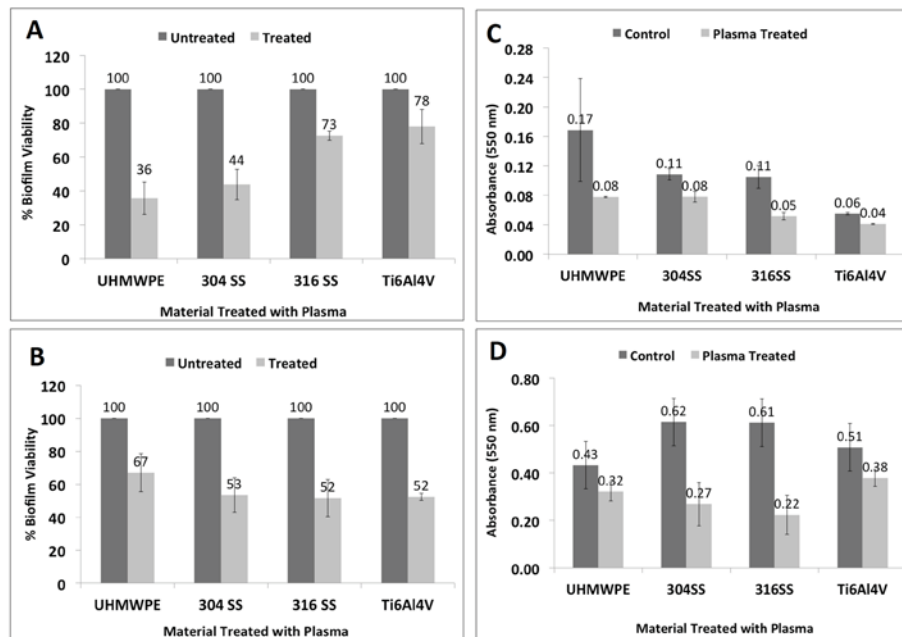 A
Untreated Treated
120
100
80
60
40
20
0
% Biofilm Viability
100 36 100 44 100 73 100 78
UHMWPE 304 SS 316 SS Ti6Al4V
Material Treated with Plasma
C
Control Plasma Treated
0.28
0.24
0.20
0.16
0.12
0.08
0.04
0.00
Absorbance (550 nm)
0.17 0.08 0.11 0.08 0.11 0.05 0.06 0.04
UHMWPE 304SS 316SS Ti6Al4V
Material Treated with Plasma
B
Untreated Treated
120
100
80
60
40
20
0
% Biofilm Viability
100 67 100 53 100 52 100 52
UHMWPE 304 SS 316 SS Ti6Al4V
Material Treated with Plasma
D
Control Plasma Treated
0.80
0.60
0.40
0.20
0.00
Absorbance (550 nm)
0.43 0.32 0.62 0.27 0.61 0.22 0.51 0.38
UHMWPE 304SS 316SS Ti6Al4V
Material Treated with Plasma